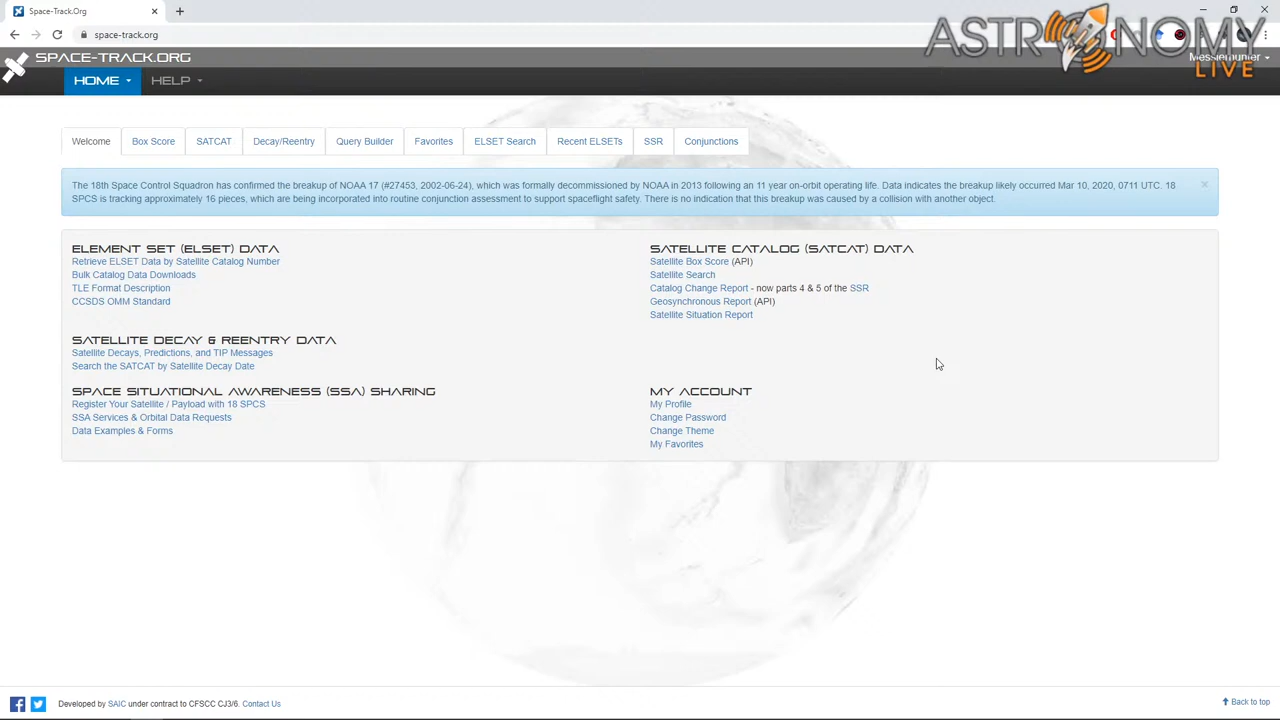 Space-Track.Org
space-track.org
ASTRONOMY
LIVE
SPACE-TRACK.ORG
Messierhunter
HOME HELP
Welcome Box Score SATCAT Decay/Reentry Query Builder Favorites ELSET Search Recent ELSETs SSR Conjunctions
The 18th Space Control Squadron has confirmed the breakup of NOAA 17 (#27453, 2002-06-24), which was formally decommissioned by NOAA in 2013 following an 11 year on-orbit operating life. Data indicates the breakup likely occurred Mar 10, 2020, 0711 UTC. 18
SPCS is tracking approximately 16 pieces, which are being incorporated into routine conjunction assessment to support spaceflight safety. There is no indication that this breakup was caused by a collision with another object.
ELEMENT SET (ELSET) DATA
Retrieve ELSET Data by Satellite Catalog Number
Bulk Catalog Data Downloads
TLE Format Description
CCSDS OMM Standard
SATELLITE CATALOG (SATCAT) DATA
Satellite Box Score (API)
Satellite Search
Catalog Change Report - now parts 4 & 5 of the SSR
Geosynchronous Report (API)
Satellite Situation Report
SATELLITE DECAY & REENTRY DATA
Satellite Decays, Predictions, and TIP Messages
Search the SATCAT by Satellite Decay Date
SPACE SITUATIONAL AWARENESS (SSA) SHARING
Register Your Satellite / Payload with 18 SPCS
SSA Services & Orbital Data Requests
Data Examples & Forms
MY ACCOUNT
My Profile
Change Password
Change Theme
My Favorites
Developed by SAIC under contract to CFSCC CJ3/6. Contact Us
Back to top